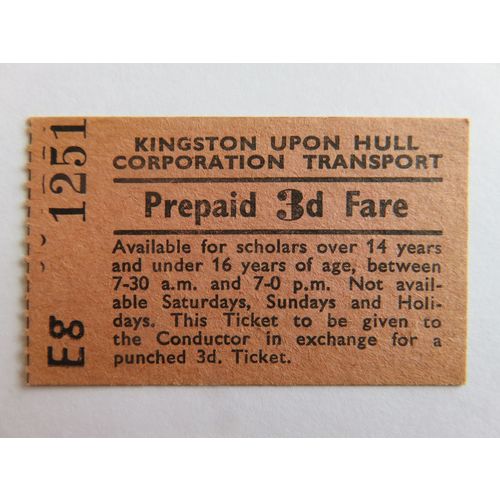 KINGSTON UPON HULL
CORPORATION TRANSPORT
Prepaid 3d Fare
Available for scholars over 14 years
and under 16 years of age, between
7-30 a.m. and 7-0 p.m. Not avail-
able Saturdays, Sundays and Holi-
days. This Ticket to be given to
the Conductor in exchange for a
punched 3d. Ticket.
E8 1251